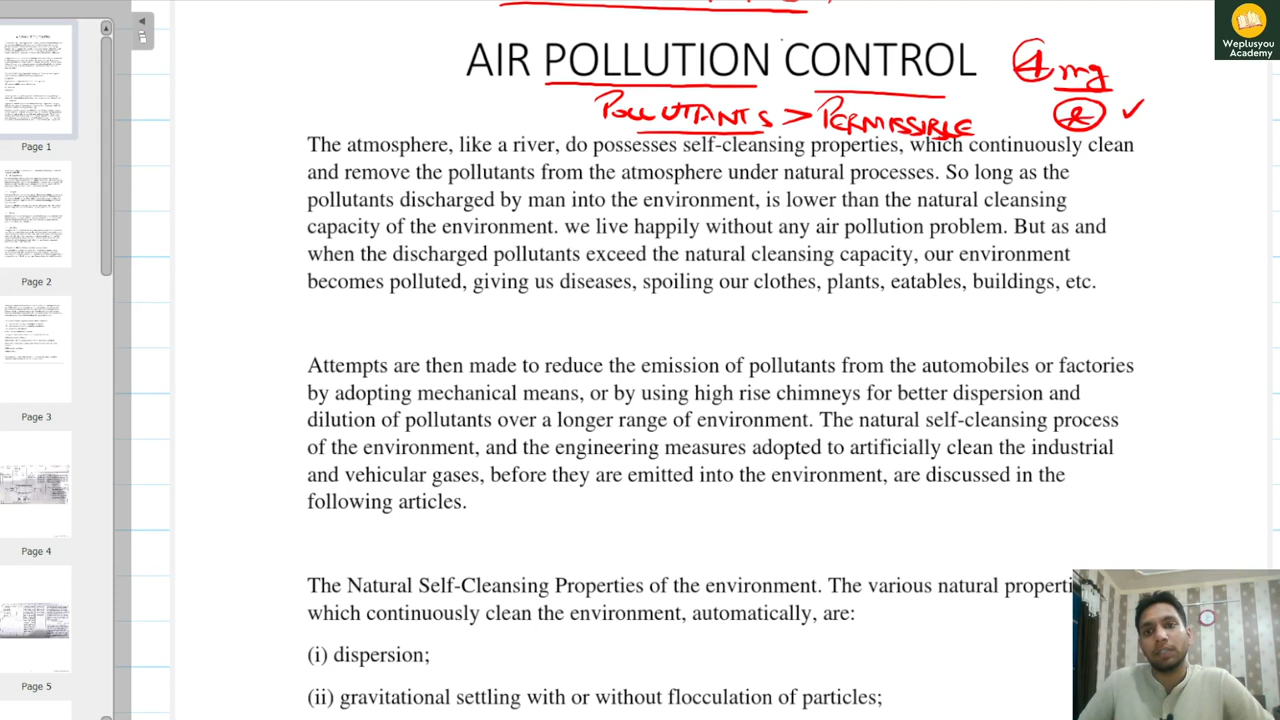 Weplusyou
Academy
AIR POLLUTION CONTROL
4 mg
POLLUTANTS > PERMISSIBLE
The atmosphere, like a river, do possesses self-cleansing properties, which continuously clean
and remove the pollutants from the atmosphere under natural processes. So long as the
pollutants discharged by man into the environment, is lower than the natural cleansing
capacity of the environment. we live happily without any air pollution problem. But as and
when the discharged pollutants exceed the natural cleansing capacity, our environment
becomes polluted, giving us diseases, spoiling our clothes, plants, eatables, buildings, etc.
Attempts are then made to reduce the emission of pollutants from the automobiles or factories
by adopting mechanical means, or by using high rise chimneys for better dispersion and
dilution of pollutants over a longer range of environment. The natural self-cleansing process
of the environment, and the engineering measures adopted to artificially clean the industrial
and vehicular gases, before they are emitted into the environment, are discussed in the
following articles.
The Natural Self-Cleansing Properties of the environment. The various natural
which continuously clean the environment, automatically, are:
(i) dispersion;
(ii) gravitational settling with or without flocculation of particles;
Page 1
Page 2
Page 3
Page 4
Page 5